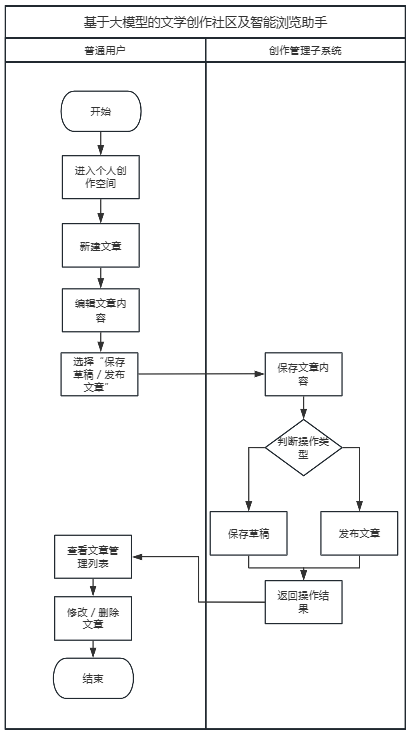 基于大模型的文学创作社区及智能浏览助手
普通用户
创作管理子系统
开始
进入个人创
作空间
新建文章
编辑文章内
容
选择“保存
草稿 / 发布
文章”
保存文章内
容
判断操作类
型
保存草稿
发布文章
返回操作结
果
查看文章管
理列表
修改 / 删除
文章
结束